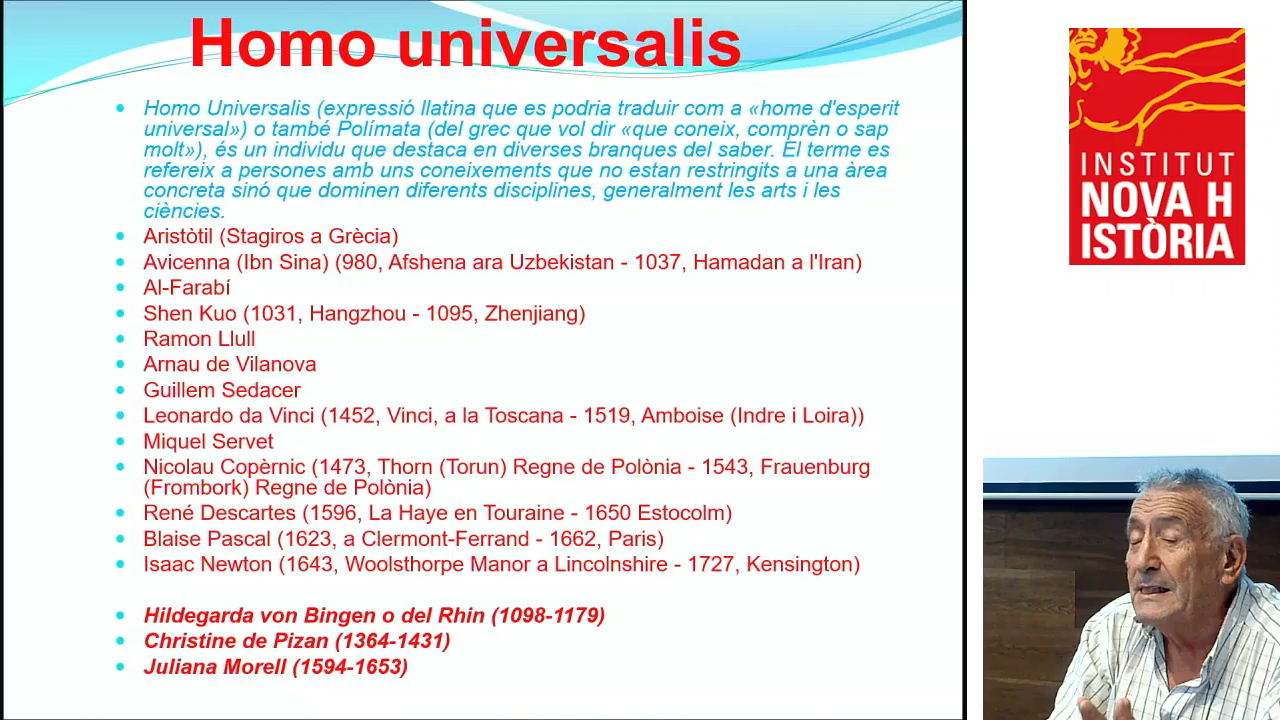 Homo universalis
Homo Universalis (expressió llatina que es podria traduir com a «home d'esperit
universal») o també Polímata (del grec que vol dir «que coneix, comprèn o sap
molt»), és un individu que destaca en diverses branques del saber. El terme es
refereix a persones amb uns coneixements que no estan restringits a una àrea
concreta sinó que dominen diferents disciplines, generalment les arts i les
ciències.
Aristòtil (Stagiros a Grècia)
Avicenna (Ibn Sina) (980, Afshena ara Uzbekistan - 1037, Hamadan a l'Iran)
Al-Farabí
Shen Kuo (1031, Hangzhou - 1095, Zhenjiang)
Ramon Llull
Arnau de Vilanova
Guillem Sedacer
Leonardo da Vinci (1452, Vinci, a la Toscana - 1519, Amboise (Indre i Loira))
Miquel Servet
Nicolau Copèrnic (1473, Thorn (Torun) Regne de Polònia - 1543, Frauenburg
(Frombork) Regne de Polònia)
René Descartes (1596, La Haye en Touraine - 1650 Estocolm)
Blaise Pascal (1623, a Clermont-Ferrand - 1662, Paris)
Isaac Newton (1643, Woolsthorpe Manor a Lincolnshire - 1727, Kensington)
Hildegarda von Bingen o del Rhin (1098-1179)
Christine de Pizan (1364-1431)
Juliana Morell (1594-1653)
INSTITUT
NOVA H
ISTÒRIA